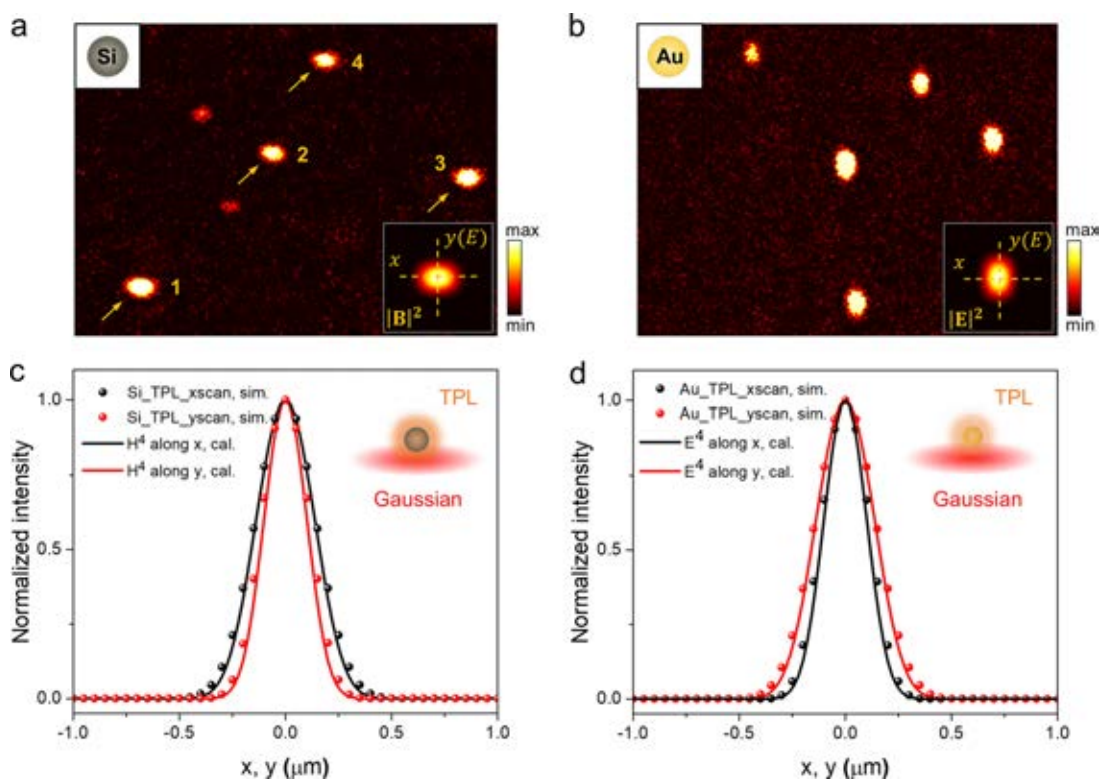 a
Si
4
2
3
1
x
y(E)
|B|²
max
min
b
Au
x
y(E)
|E|²
max
min
c
Si_TPL_xscan, sim.
Si_TPL_yscan, sim.
H⁴ along x, cal.
H⁴ along y, cal.
TPL
Gaussian
Normalized intensity
1.0
0.5
0.0
-1.0 -0.5 0.0 0.5 1.0
x, y (μm)
d
Au_TPL_xscan, sim.
Au_TPL_yscan, sim.
E⁴ along x, cal.
E⁴ along y, cal.
TPL
Gaussian
Normalized intensity
1.0
0.5
0.0
-1.0 -0.5 0.0 0.5 1.0
x, y (μm)